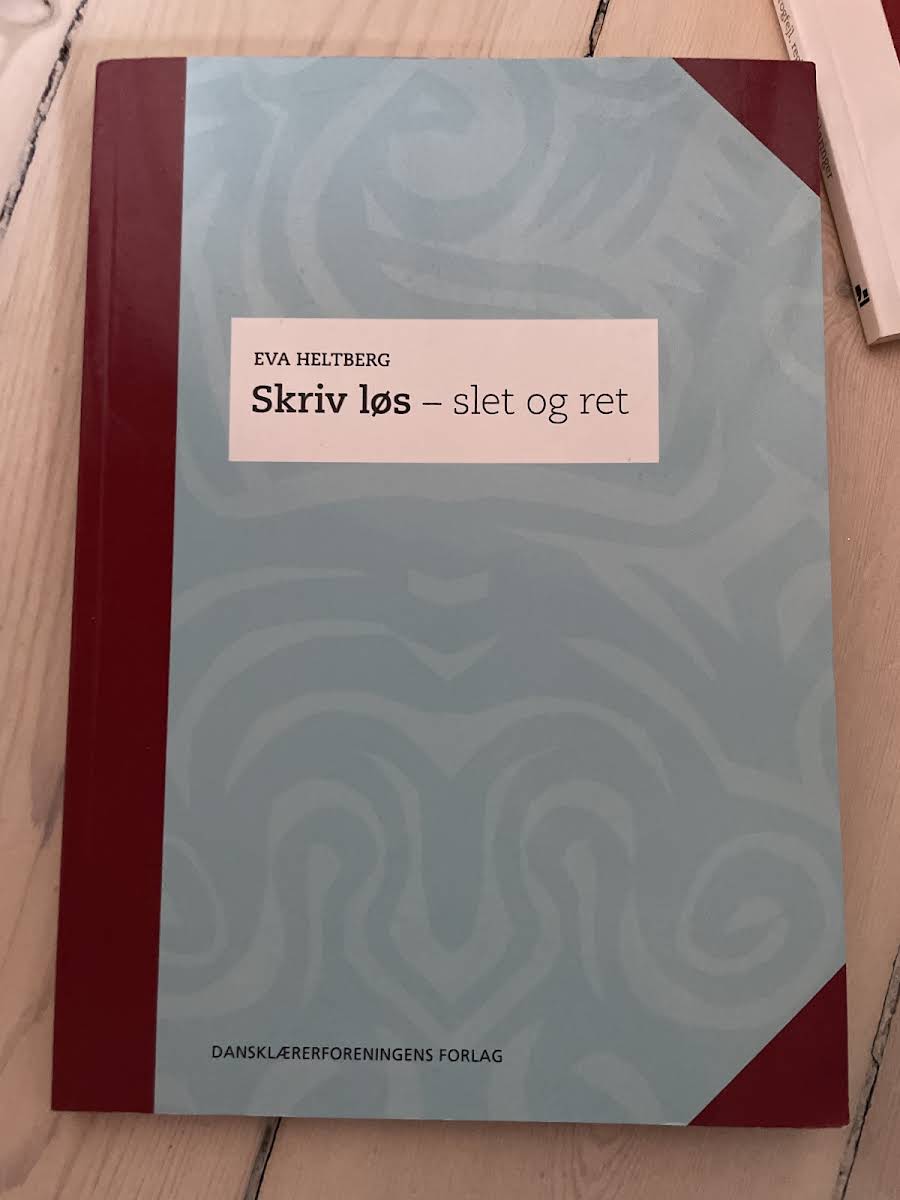 EVA HELTBERG
Skriv løs – slet og ret
DANSKLÆRERFORENINGENS FORLAG